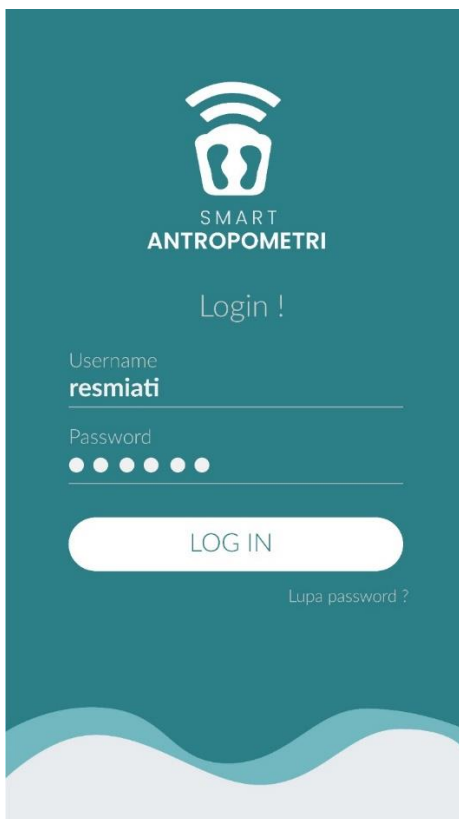 SMART
ANTROPOMETRI
Login !
Username
resmiati
Password
LOG IN
Lupa password ?